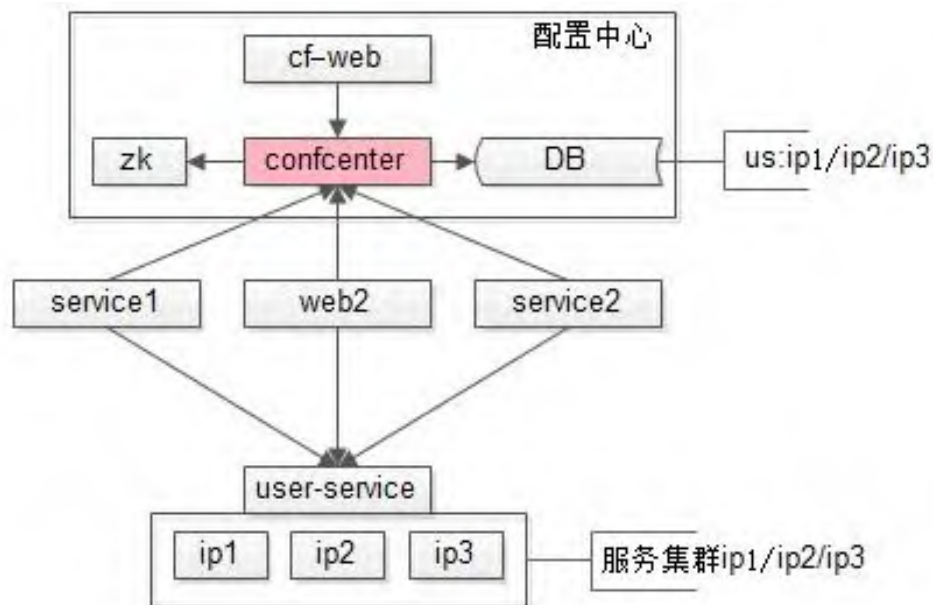 配置中心
cf-web
zk
confcenter
DB
us:ip1/ip2/ip3
service1
web2
service2
user-service
ip1
ip2
ip3
服务集群ip1/ip2/ip3